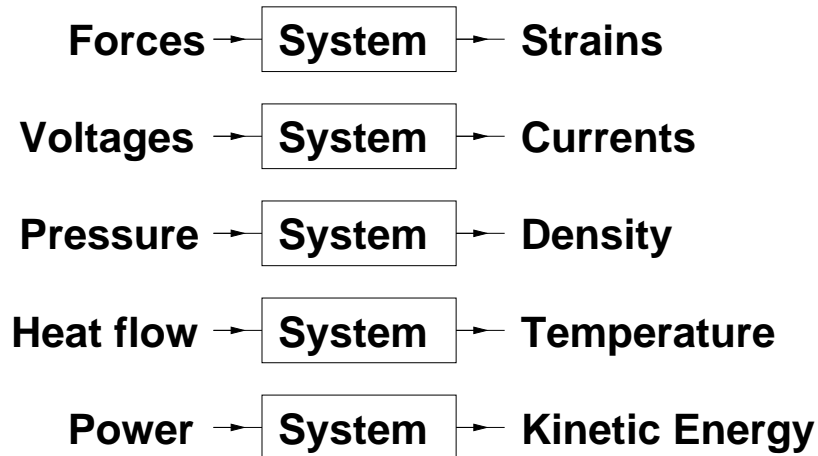 Forces System Strains
Voltages System Currents
Pressure System Density
Heat flow System Temperature
Power System Kinetic Energy